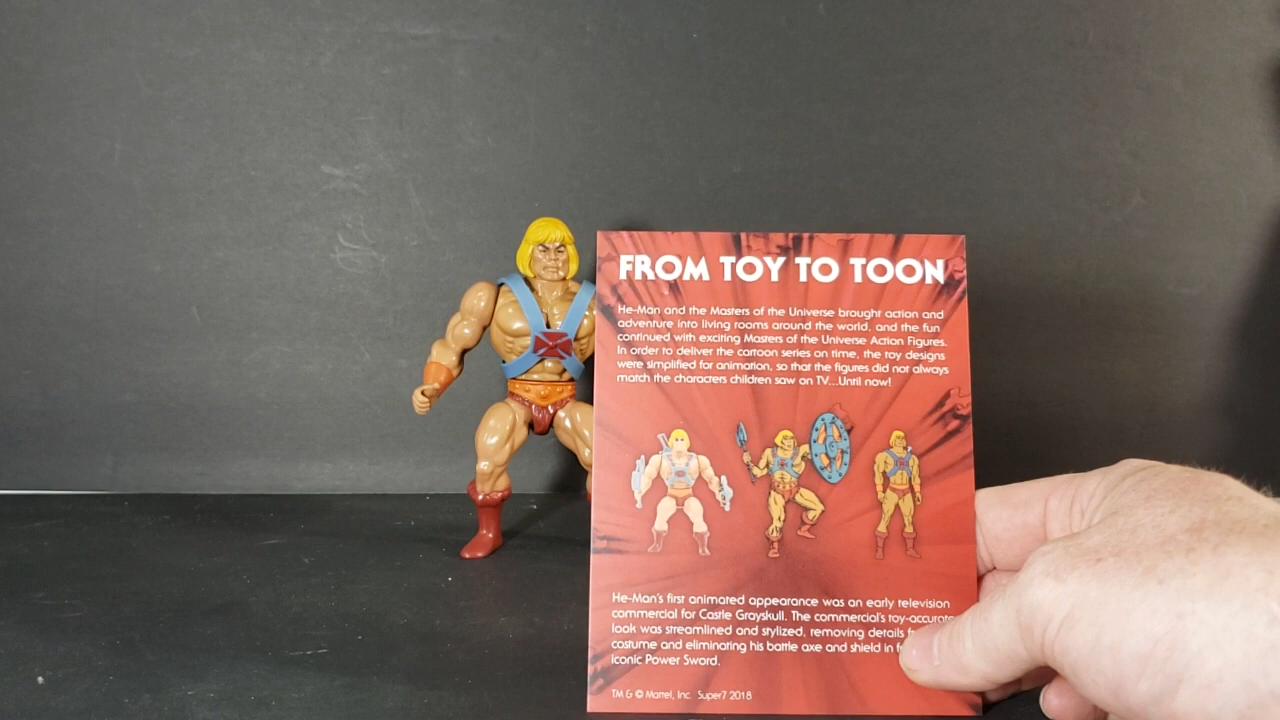 FROM TOY TO TOON
He-Man and the Masters of the Universe brought action and
adventure into living rooms around the world, and the fun
continued with exciting Masters of the Universe Action Figures.
In order to deliver the cartoon series on time, the toy designs
were simplified for animation, so that the figures did not always
match the characters children saw on TV...Until now!
He-Man's first animated appearance was an early television
commercial for Castle Grayskull. The commercial's toy-accurate
look was streamlined and stylized, removing details
costume and eliminating his battle axe and shield in
iconic Power Sword.
TM & © Mattel, Inc. Super7 2018